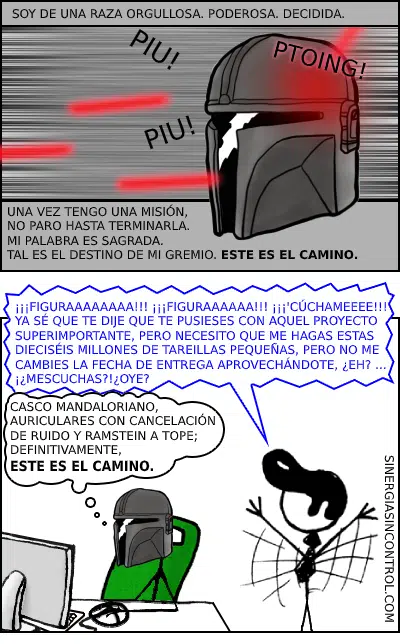 SOY DE UNA RAZA ORGULLOSA. PODEROSA. DECIDIDA.
PIU!
PTOING!
PIU!
UNA VEZ TENGO UNA MISIÓN,
NO PARO HASTA TERMINARLA.
MI PALABRA ES SAGRADA.
TAL ES EL DESTINO DE MI GREMIO. ESTE ES EL CAMINO.
¡¡¡FIGURAAAAAAAA!!! ¡¡¡FIGURAAAAAA!!! ¡¡¡'CÚCHAMEEEE!!!
YA SÉ QUE TE DIJE QUE TE PUSIESES CON AQUEL PROYECTO
SUPERIMPORTANTE, PERO NECESITO QUE ME HAGAS ESTAS
DIECISÉIS MILLONES DE TAREILLAS PEQUEÑAS, PERO NO ME
CAMBIES LA FECHA DE ENTREGA APROVECHÁNDOTE, ¿EH? ...
¡¿MESCUCHAS?!¿OYE?
CASCO MANDALORIANO,
AURICULARES CON CANCELACIÓN
DE RUIDO Y RAMSTEIN A TOPE;
DEFINITIVAMENTE,
ESTE ES EL CAMINO.
SINERGIASINCONTROL.COM